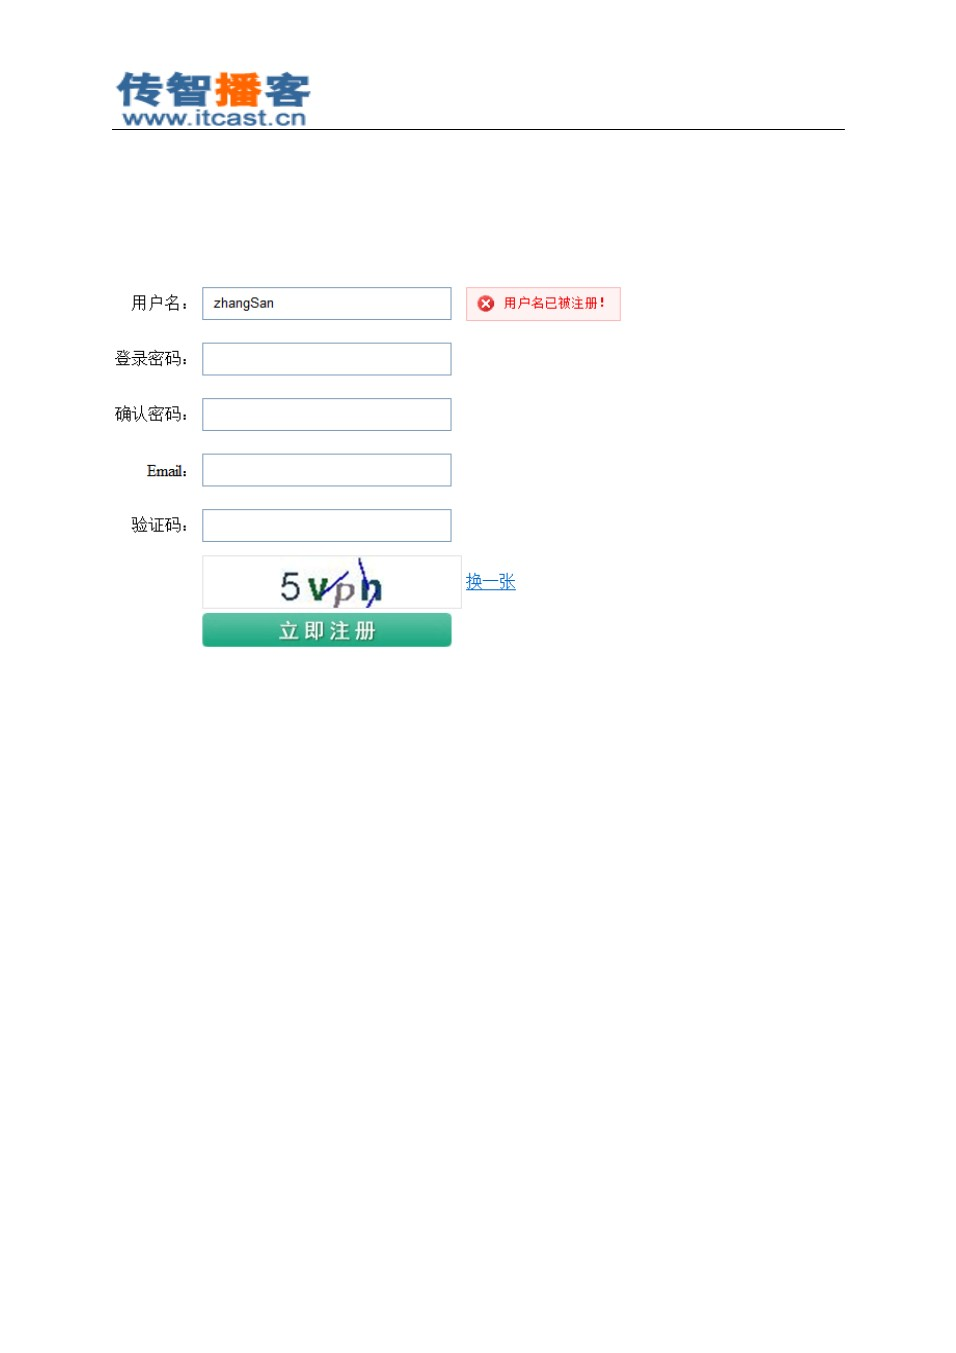 传智播客
www.itcast.cn
用户名： zhangSan 用户名已被注册！
登录密码：
确认密码：
Email：
验证码：
换一张
立即注册